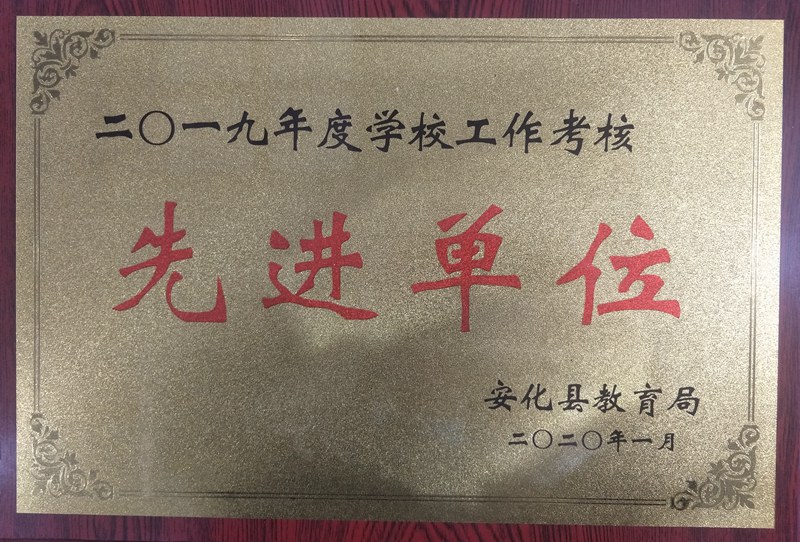 二〇一九年度学校工作考核
先进单位
安化县教育局
二〇二〇年一月